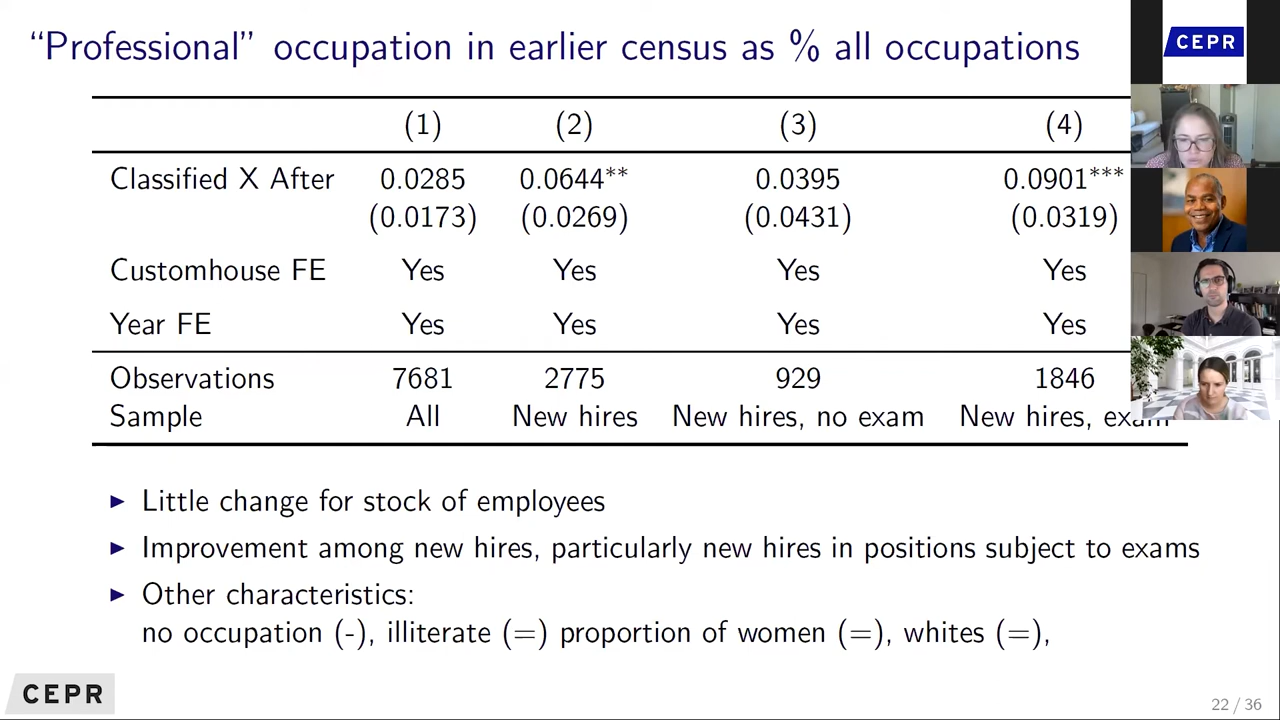 “Professional” occupation in earlier census as % all occupations
CEPR
(1) (2) (3) (4)
Classified X After 0.0285 0.0644** 0.0395 0.0901***
(0.0173) (0.0269) (0.0431) (0.0319)
Customhouse FE Yes Yes Yes Yes
Year FE Yes Yes Yes Yes
Observations 7681 2775 929 1846
Sample All New hires New hires, no exam New hires, exam
▶ Little change for stock of employees
▶ Improvement among new hires, particularly new hires in positions subject to exams
▶ Other characteristics:
no occupation (-), illiterate (=) proportion of women (=), whites (=),
CEPR
22 / 36